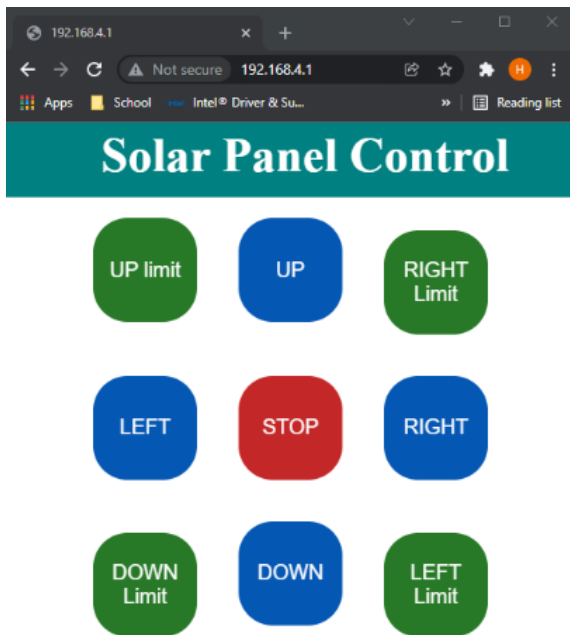 192.168.4.1
Not secure 192.168.4.1
H
Apps School intel Intel® Driver & Su... » Reading list
Solar Panel Control
UP limit UP RIGHT
Limit
LEFT STOP RIGHT
DOWN
Limit
DOWN
LEFT
Limit